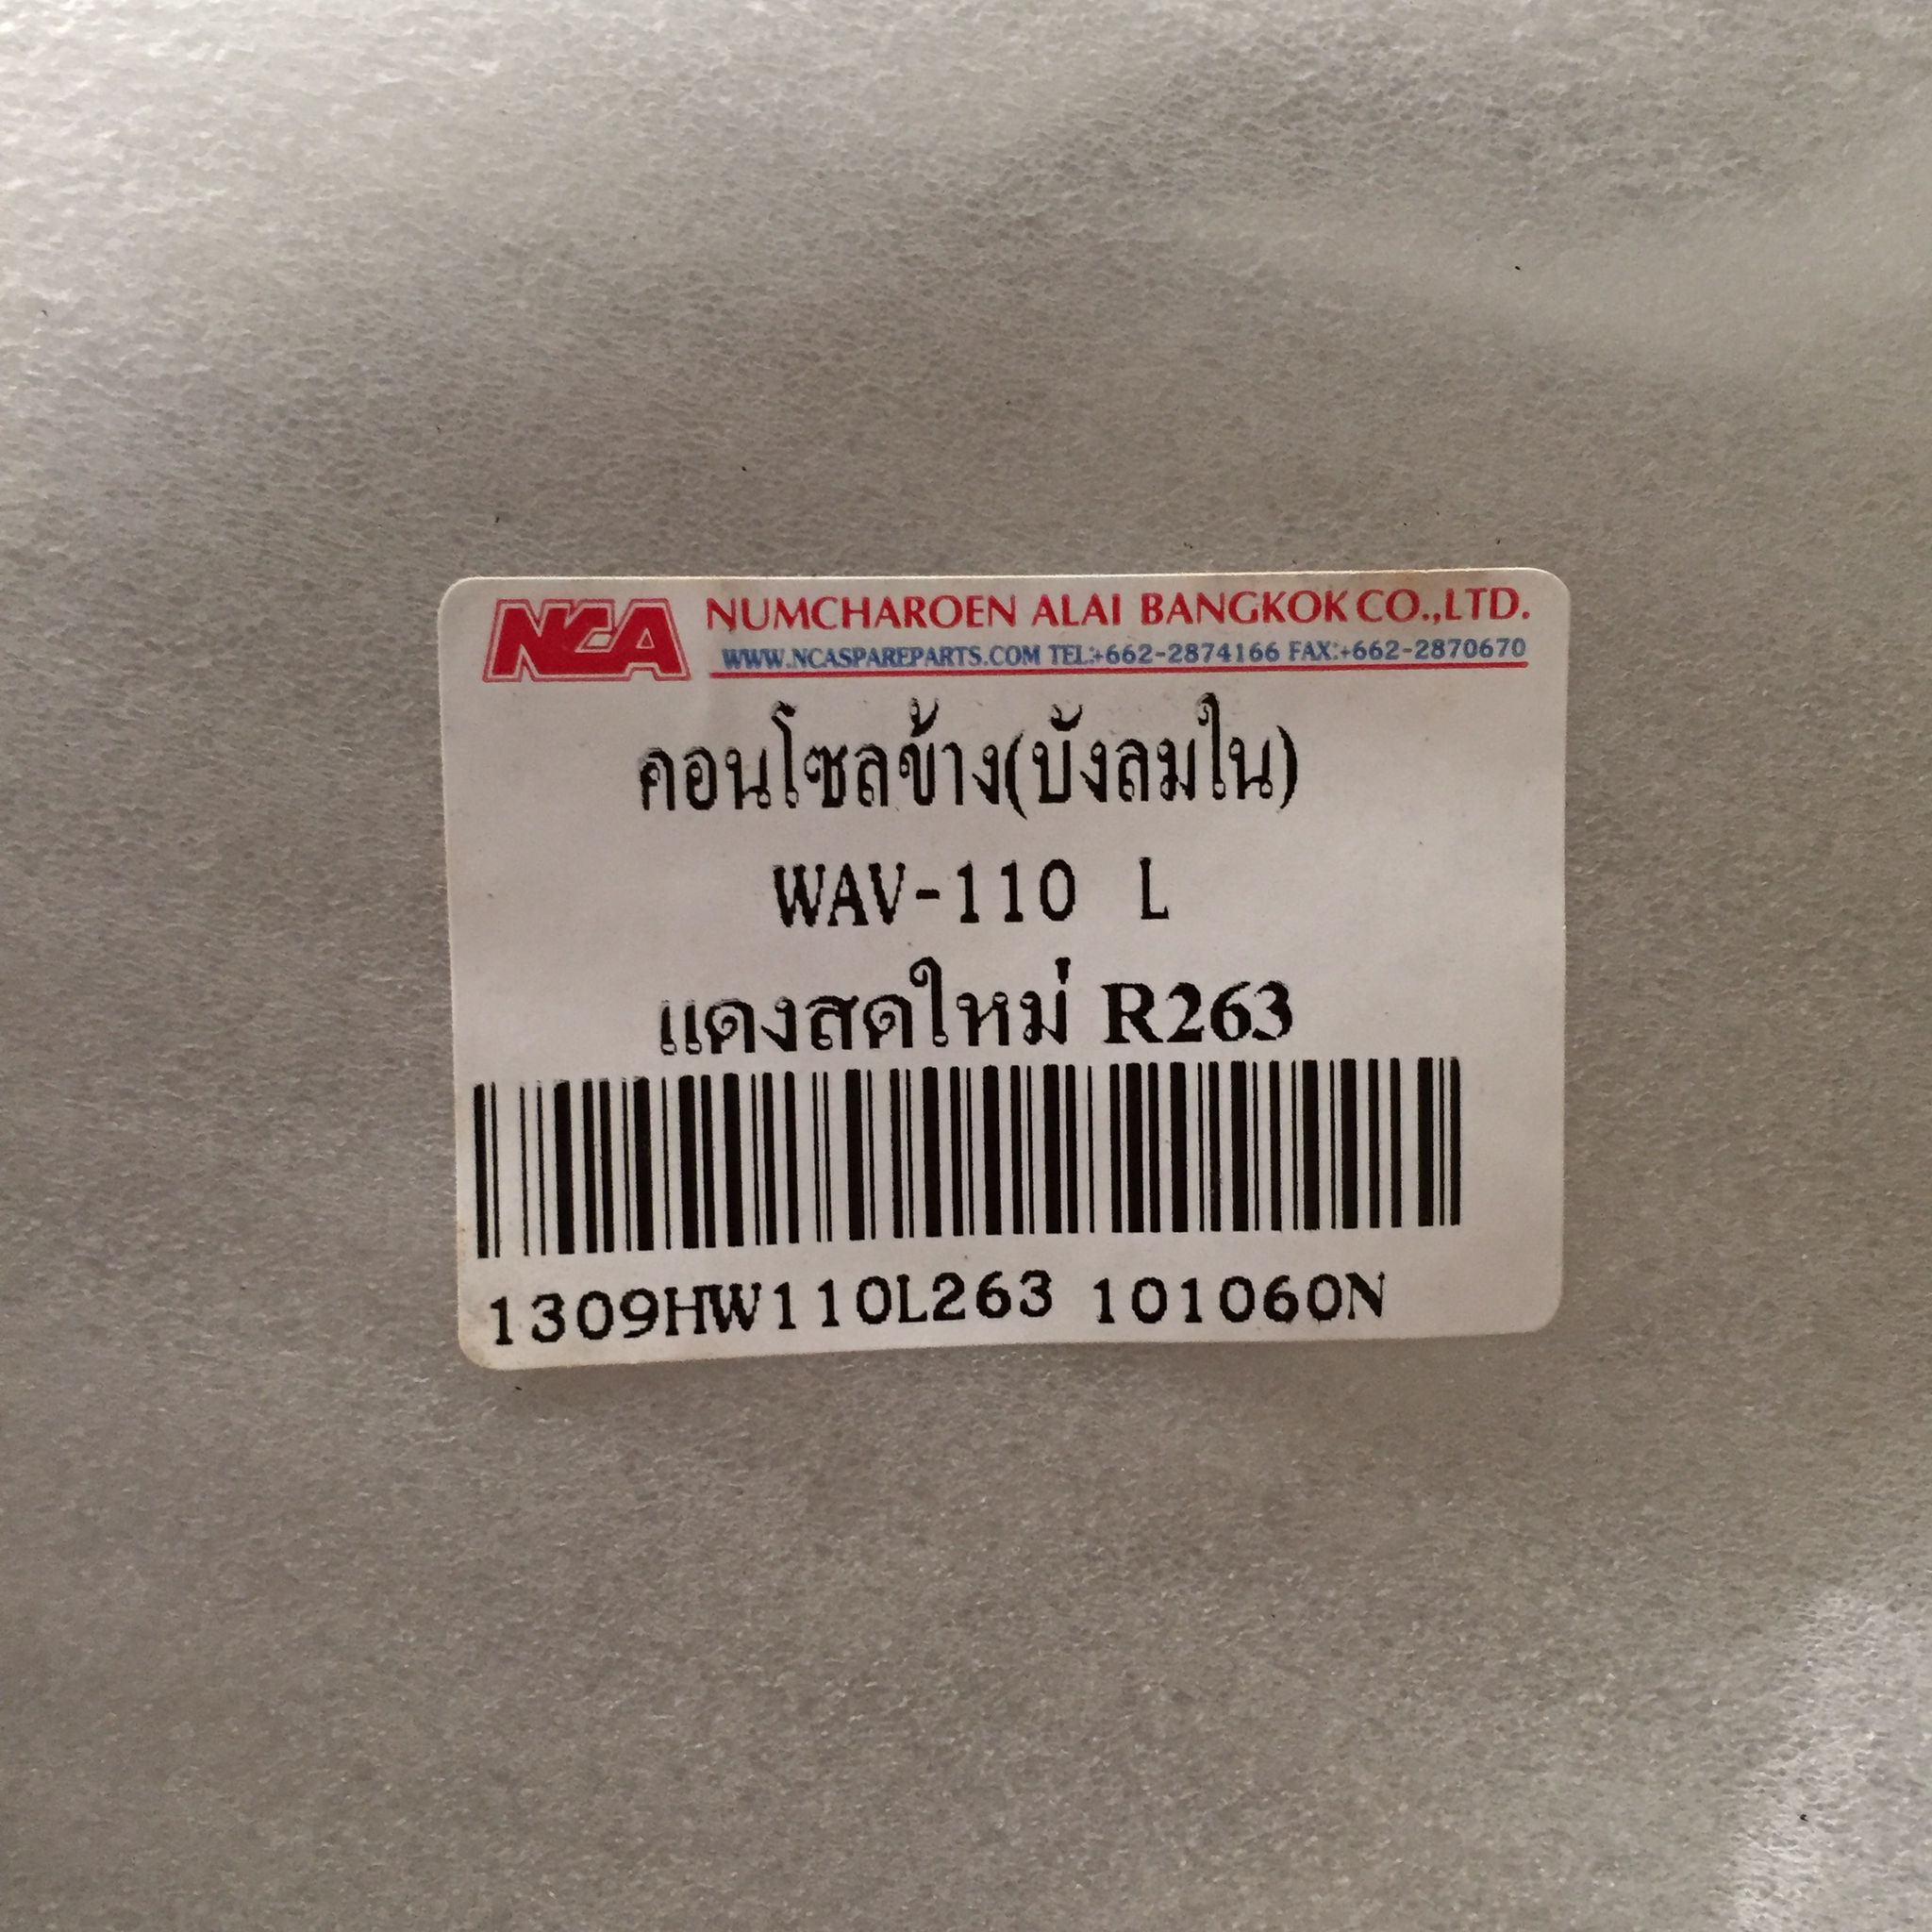 NCA NUMCHAROEN ALAI BANGKOK CO.,LTD.
WWW.NCASPAREPARTS.COM TEL:+662-2874166 FAX:+662-2870670
คอนโซลข้าง(บังลมใน)
WAV-110 L
แดงสดใหม่ R263
1309HW110L263 101060N